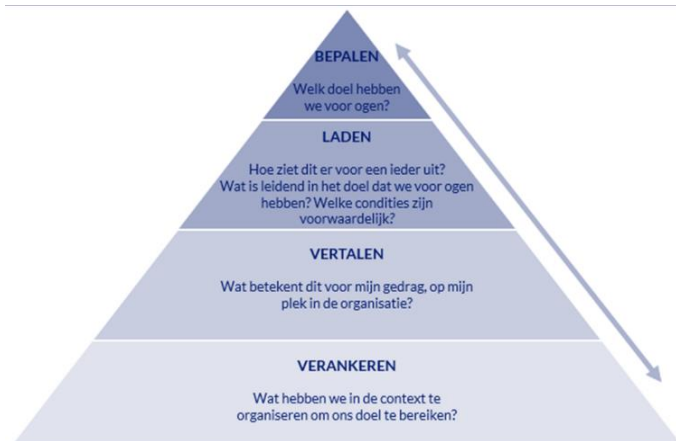 BEPALEN
Welk doel hebben
we voor ogen?
LADEN
Hoe ziet dit er voor een ieder uit?
Wat is leidend in het doel dat we voor ogen
hebben? Welke condities zijn
voorwaardelijk?
VERTALEN
Wat betekent dit voor mijn gedrag, op mijn
plek in de organisatie?
VERANKEREN
Wat hebben we in de context te
organiseren om ons doel te bereiken?